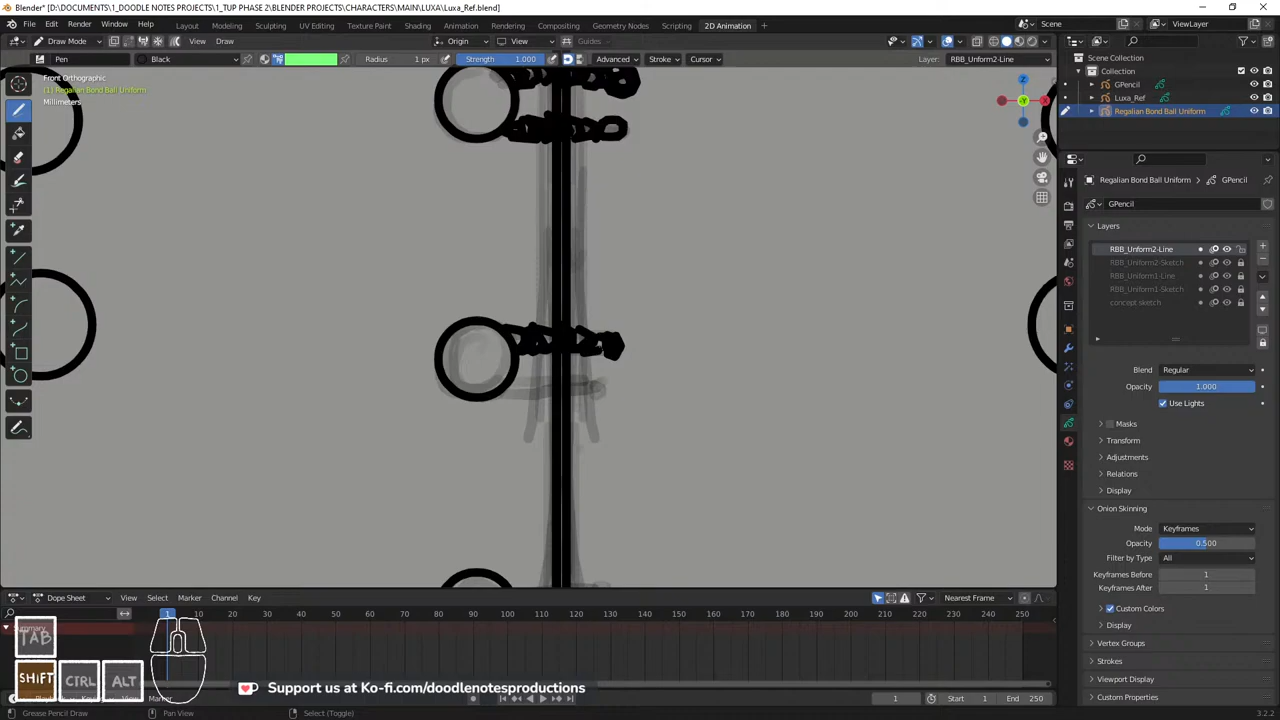 Blender* [D:\DOCUMENTS\1_DOODLE NOTES PROJECTS\1_TUP PHASE 2\BLENDER PROJECTS\CHARACTERS\MAIN\LUXA\Luxa_Ref.blend]
File Edit Render Window Help Layout Modeling Sculpting UV Editing Texture Paint Shading Animation Rendering Compositing Geometry Nodes Scripting 2D Animation + Scene ViewLayer
Draw Mode View Draw Origin View Guides
Pen Black Radius 1 px Strength 1.000 Advanced Stroke Cursor Layer: RBB_Uniform2-Line
Front Orthographic
(1) Regalian Bond Ball Uniform
Millimeters
Z
X
Y
Scene Collection
Collection
GPencil
Luxa_Ref
Regalian Bond Ball Uniform
Regalian Bond Ball Uniform GPencil
GPencil
Layers
RBB_Uniform2-Line
RBB_Uniform2-Sketch
RBB_Uniform1-Line
RBB_Uniform1-Sketch
concept sketch
Blend Regular
Opacity 1.000
Use Lights
Masks
Transform
Adjustments
Relations
Display
Onion Skinning
Mode Keyframes
Opacity 0.500
Filter by Type All
Keyframes Before 1
Keyframes After 1
Custom Colors
Display
Vertex Groups
Strokes
Viewport Display
Custom Properties
Dope Sheet View Select Marker Channel Key Nearest Frame
1 10 20 30 40 50 60 70 80 90 100 110 120 130 140 150 160 170 180 190 200 210 220 230 240 250
Summary
TAB
SHIFT CTRL ALT
Support us at Ko-fi.com/doodlenotesproductions
Marker 1 Start 1 End 250
Grease Pencil Draw Pan View Select (Toggle) 3.2.2